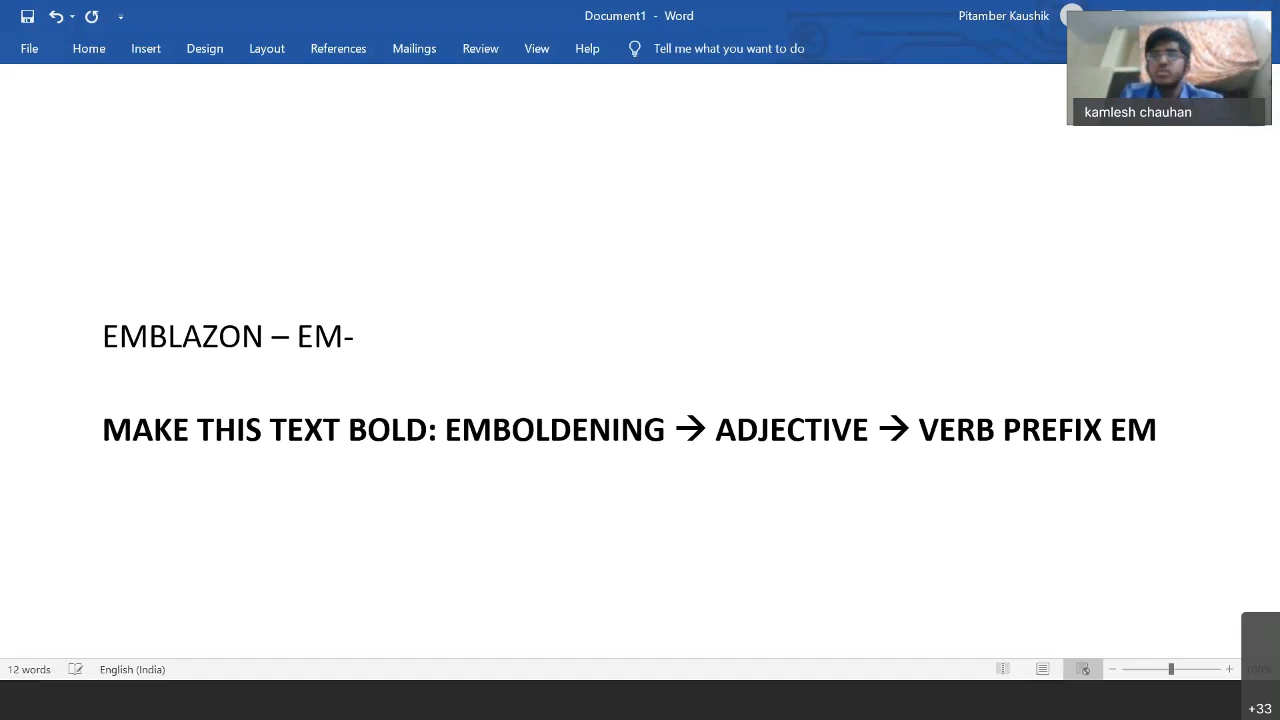 Document1 - Word
Pitamber Kaushik
File Home Insert Design Layout References Mailings Review View Help Tell me what you want to do
kamlesh chauhan
EMBLAZON – EM-
MAKE THIS TEXT BOLD: EMBOLDENING → ADJECTIVE → VERB PREFIX EM
12 words English (India) 100%
+33